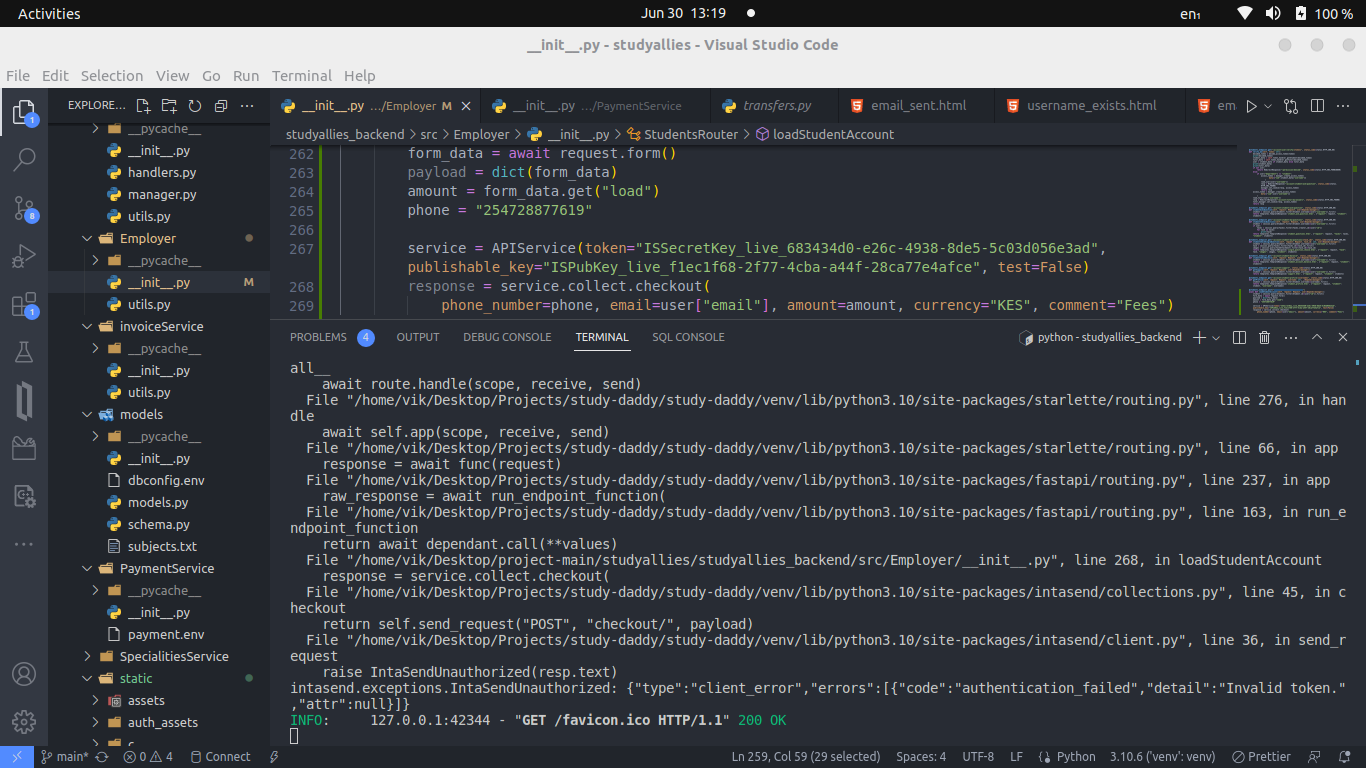 Activities
Jun 30 13:19
en₁
100 %
__init__.py - studyallies - Visual Studio Code
File Edit Selection View Go Run Terminal Help
EXPLORE...
__init__.py .../Employer M
__init__.py .../PaymentService
transfers.py
email_sent.html
username_exists.html
em
studyallies_backend > src > Employer > __init__.py > StudentsRouter > loadStudentAccount
__pycache__
__init__.py
handlers.py
manager.py
utils.py
Employer
__pycache__
__init__.py M
utils.py
invoiceService
__pycache__
__init__.py
utils.py
models
__pycache__
__init__.py
dbconfig.env
models.py
schema.py
subjects.txt
PaymentService
__pycache__
__init__.py
payment.env
SpecialitiesService
static
assets
auth_assets
1
8
1
262 form_data = await request.form()
263 payload = dict(form_data)
264 amount = form_data.get("load")
265 phone = "254728877619"
266
267 service = APIService(token="ISSecretKey_live_683434d0-e26c-4938-8de5-5c03d056e3ad",
publishable_key="ISPubKey_live_f1ec1f68-2f77-4cba-a44f-28ca77e4afce", test=False)
268 response = service.collect.checkout(
269 phone_number=phone, email=user["email"], amount=amount, currency="KES", comment="Fees")
PROBLEMS 4 OUTPUT DEBUG CONSOLE TERMINAL SQL CONSOLE
python - studyallies_backend
all__
await route.handle(scope, receive, send)
File "/home/vik/Desktop/Projects/study-daddy/study-daddy/venv/lib/python3.10/site-packages/starlette/routing.py", line 276, in han
dle
await self.app(scope, receive, send)
File "/home/vik/Desktop/Projects/study-daddy/study-daddy/venv/lib/python3.10/site-packages/starlette/routing.py", line 66, in app
response = await func(request)
File "/home/vik/Desktop/Projects/study-daddy/study-daddy/venv/lib/python3.10/site-packages/fastapi/routing.py", line 237, in app
raw_response = await run_endpoint_function(
File "/home/vik/Desktop/Projects/study-daddy/study-daddy/venv/lib/python3.10/site-packages/fastapi/routing.py", line 163, in run_e
ndpoint_function
return await dependant.call(**values)
File "/home/vik/Desktop/project-main/studyallies/studyallies_backend/src/Employer/__init__.py", line 268, in loadStudentAccount
response = service.collect.checkout(
File "/home/vik/Desktop/Projects/study-daddy/study-daddy/venv/lib/python3.10/site-packages/intasend/collections.py", line 45, in c
heckout
return self.send_request("POST", "checkout/", payload)
File "/home/vik/Desktop/Projects/study-daddy/study-daddy/venv/lib/python3.10/site-packages/intasend/client.py", line 36, in send_r
equest
raise IntaSendUnauthorized(resp.text)
intasend.exceptions.IntaSendUnauthorized: {"type":"client_error","errors":[{"code":"authentication_failed","detail":"Invalid token."
,"attr":null}]}
INFO: 127.0.0.1:42344 - "GET /favicon.ico HTTP/1.1" 200 OK
main* 0 4 Connect
Ln 259, Col 59 (29 selected) Spaces: 4 UTF-8 LF Python 3.10.6 ('venv': venv) Prettier